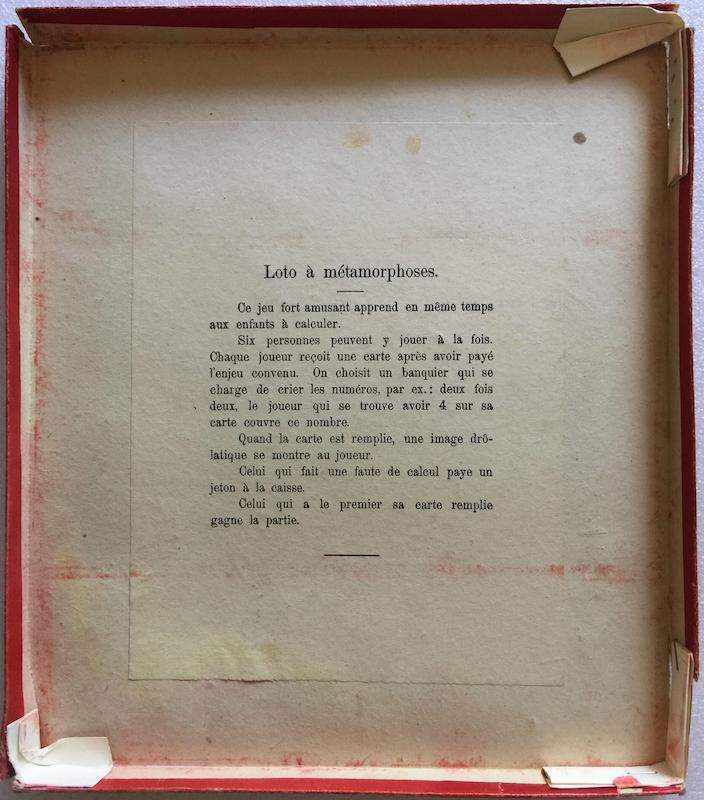 Loto à métamorphoses.
Ce jeu fort amusant apprend en même temps
aux enfants à calculer.
Six personnes peuvent y jouer à la fois.
Chaque joueur reçoit une carte après avoir payé
l'enjeu convenu. On choisit un banquier qui se
charge de crier les numéros, par ex.: deux fois
deux, le joueur qui se trouve avoir 4 sur sa
carte couvre ce nombre.
Quand la carte est remplie, une image drô-
latique se montre au joueur.
Celui qui fait une faute de calcul paye un
jeton à la caisse.
Celui qui a le premier sa carte remplie
gagne la partie.